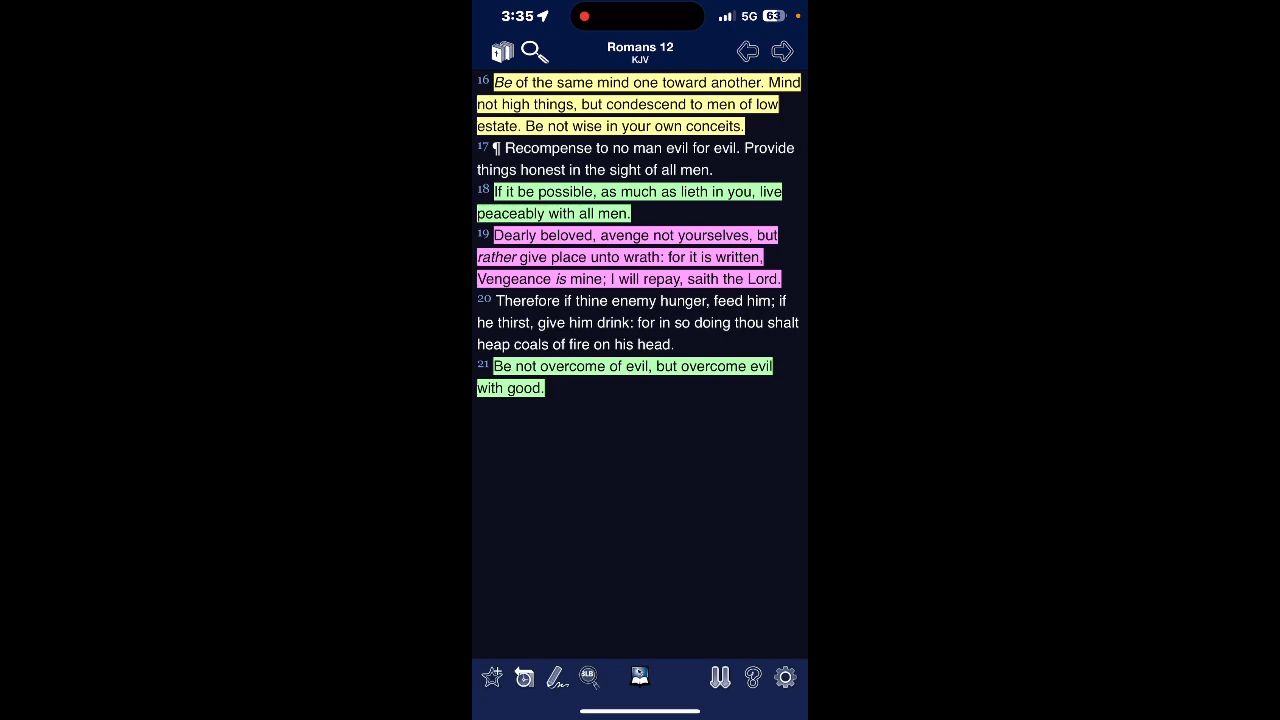 3:35
5G 63
Romans 12
KJV
16 Be of the same mind one toward another. Mind
not high things, but condescend to men of low
estate. Be not wise in your own conceits.
17 ¶ Recompense to no man evil for evil. Provide
things honest in the sight of all men.
18 If it be possible, as much as lieth in you, live
peaceably with all men.
19 Dearly beloved, avenge not yourselves, but
rather give place unto wrath: for it is written,
Vengeance is mine; I will repay, saith the Lord.
20 Therefore if thine enemy hunger, feed him; if
he thirst, give him drink: for in so doing thou shalt
heap coals of fire on his head.
21 Be not overcome of evil, but overcome evil
with good.
SLB